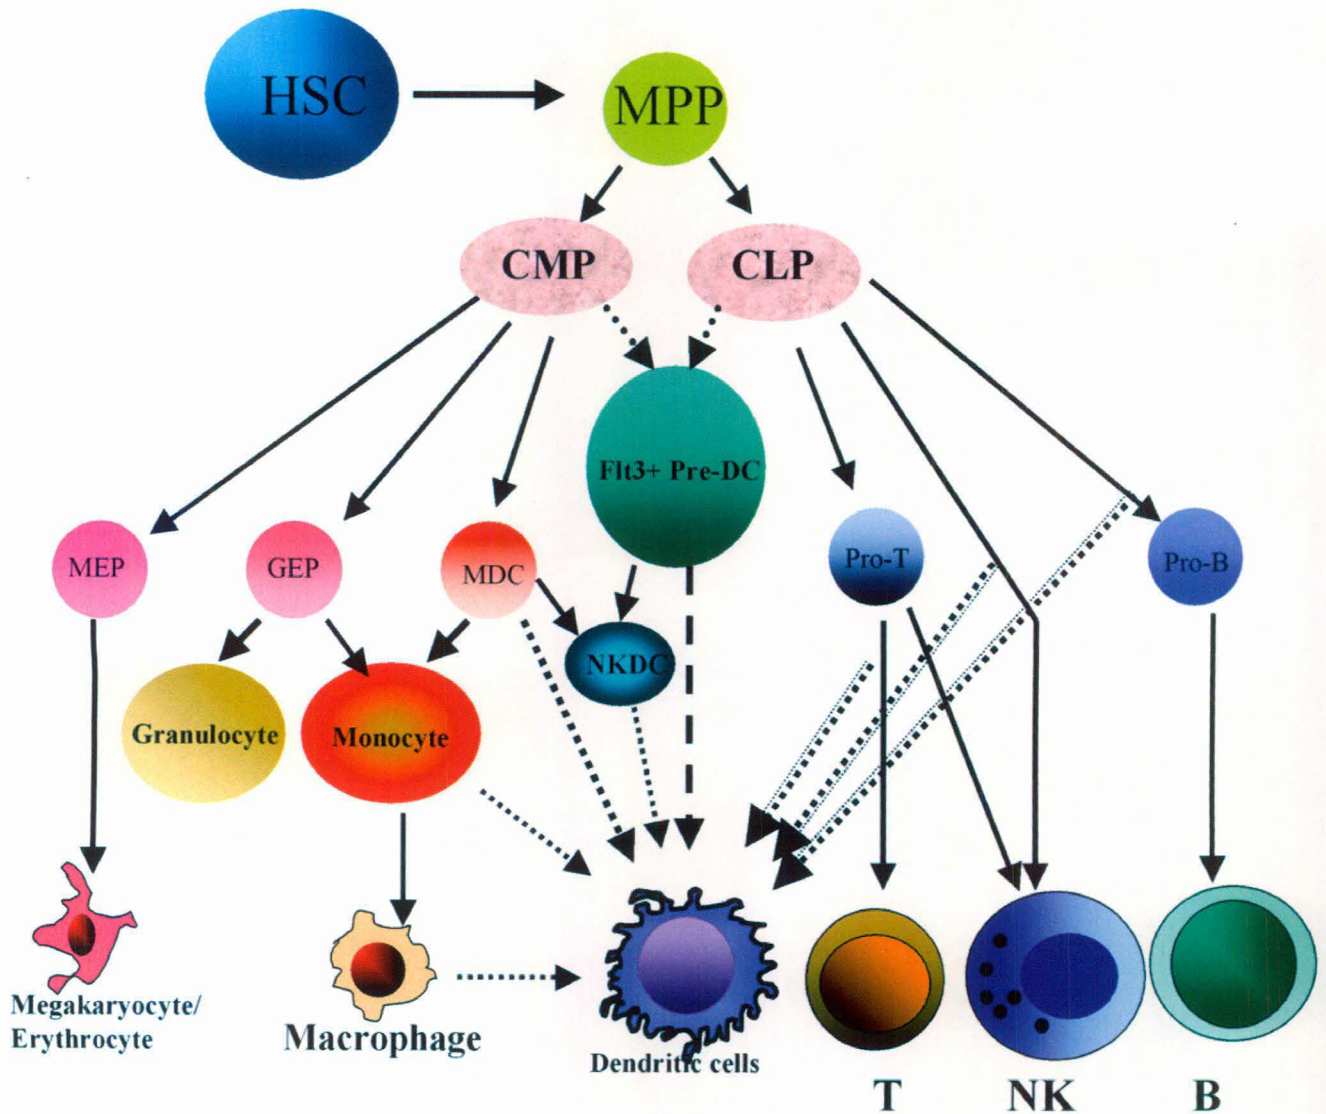 HSC
MPP
CMP
CLP
Flt3+ Pre-DC
MEP
GEP
MDC
Pro-T
Pro-B
NKDC
Granulocyte
Monocyte
Megakaryocyte/
Erythrocyte
Macrophage
Dendritic cells
T
NK
B